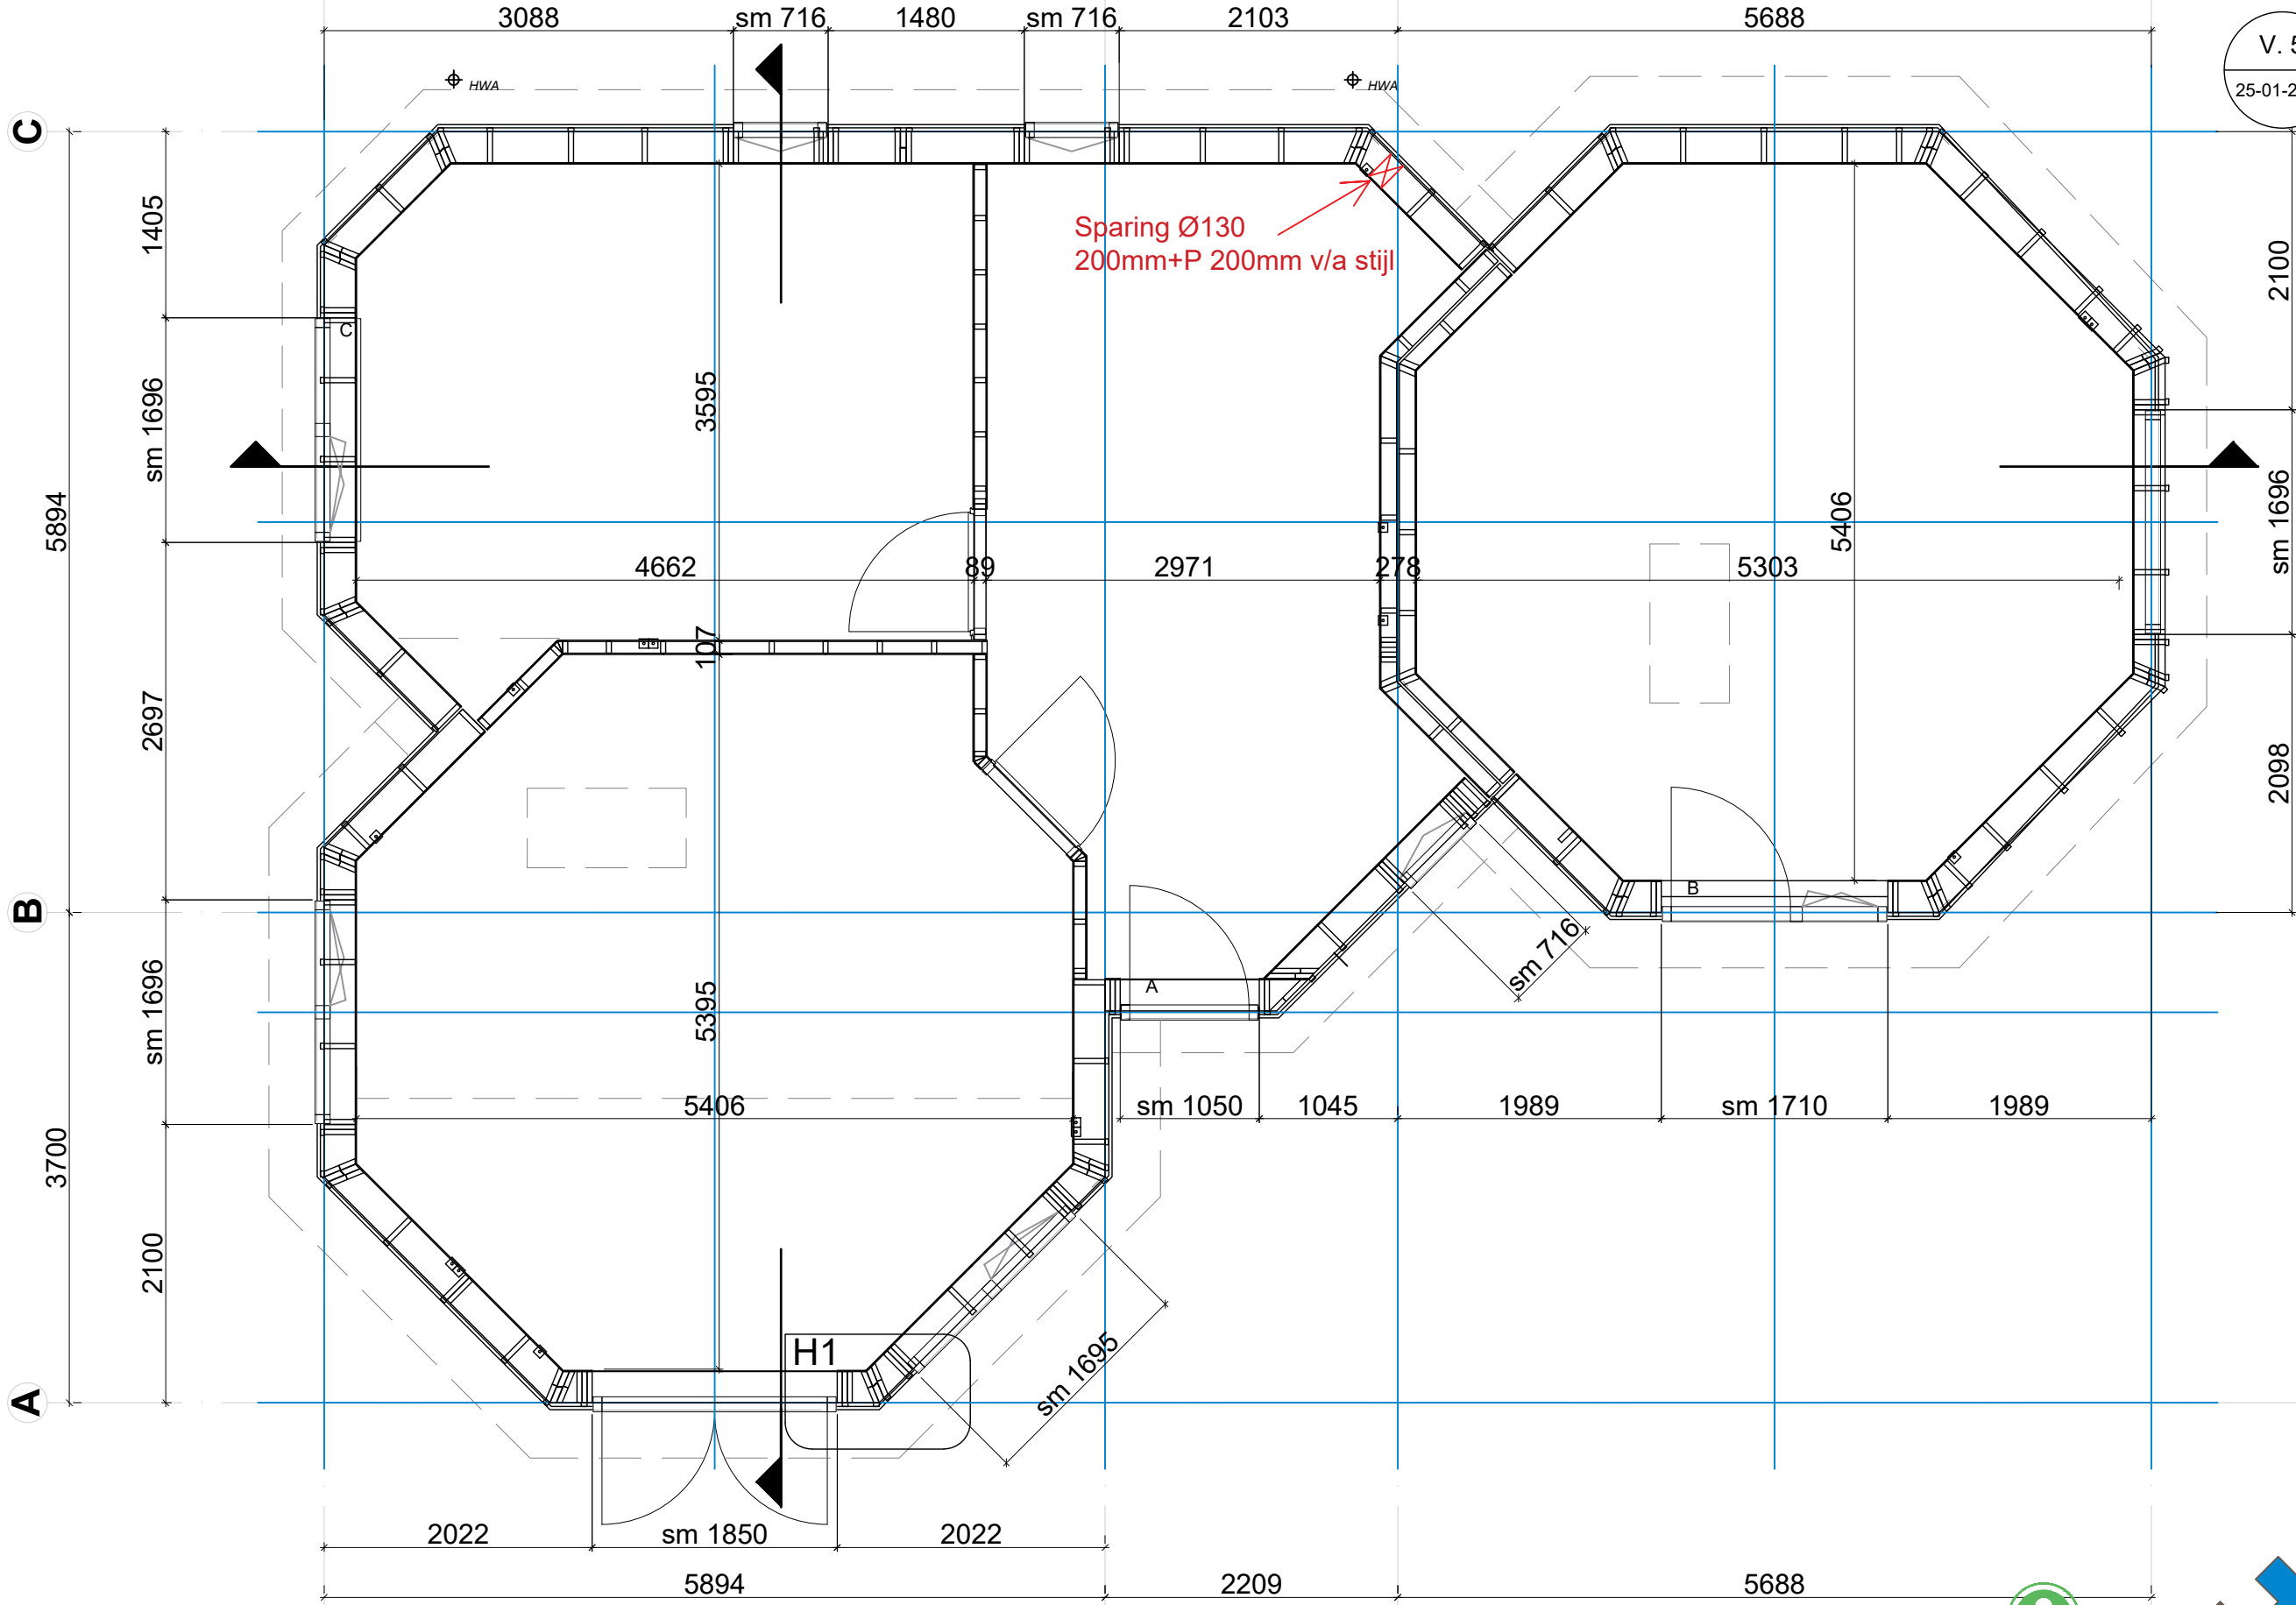 3088
sm 716
1480
sm 716
2103
5688
V. 5
25-01-2
HWA
HWA
C
1405
Sparing Ø130
200mm+P 200mm v/a stijl
2100
C
sm 1696
3595
5894
5406
sm 1696
4662
89
2971
278
5303
107
2697
2098
B
B
sm 716
A
sm 1696
5395
5406
sm 1050
1045
1989
sm 1710
1989
3700
2100
H1
sm 1695
A
2022
sm 1850
2022
5894
2209
5688